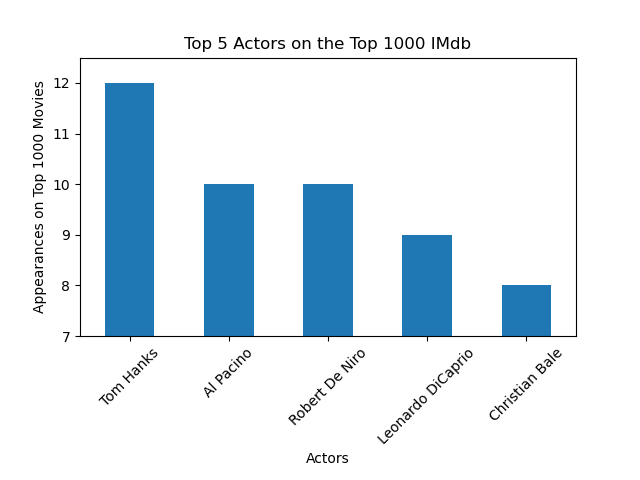 Top 5 Actors on the Top 1000 IMdb
Appearances on Top 1000 Movies
12
11
10
9
8
7
Tom Hanks
Al Pacino
Robert De Niro
Leonardo DiCaprio
Christian Bale
Actors